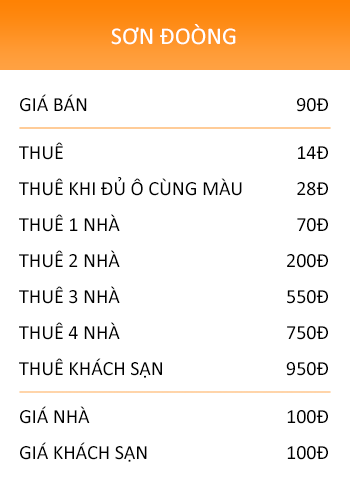 SƠN ĐOÒNG
GIÁ BÁN 90Đ
THUÊ 14Đ
THUÊ KHI ĐỦ Ô CÙNG MÀU 28Đ
THUÊ 1 NHÀ 70Đ
THUÊ 2 NHÀ 200Đ
THUÊ 3 NHÀ 550Đ
THUÊ 4 NHÀ 750Đ
THUÊ KHÁCH SẠN 950Đ
GIÁ NHÀ 100Đ
GIÁ KHÁCH SẠN 100Đ